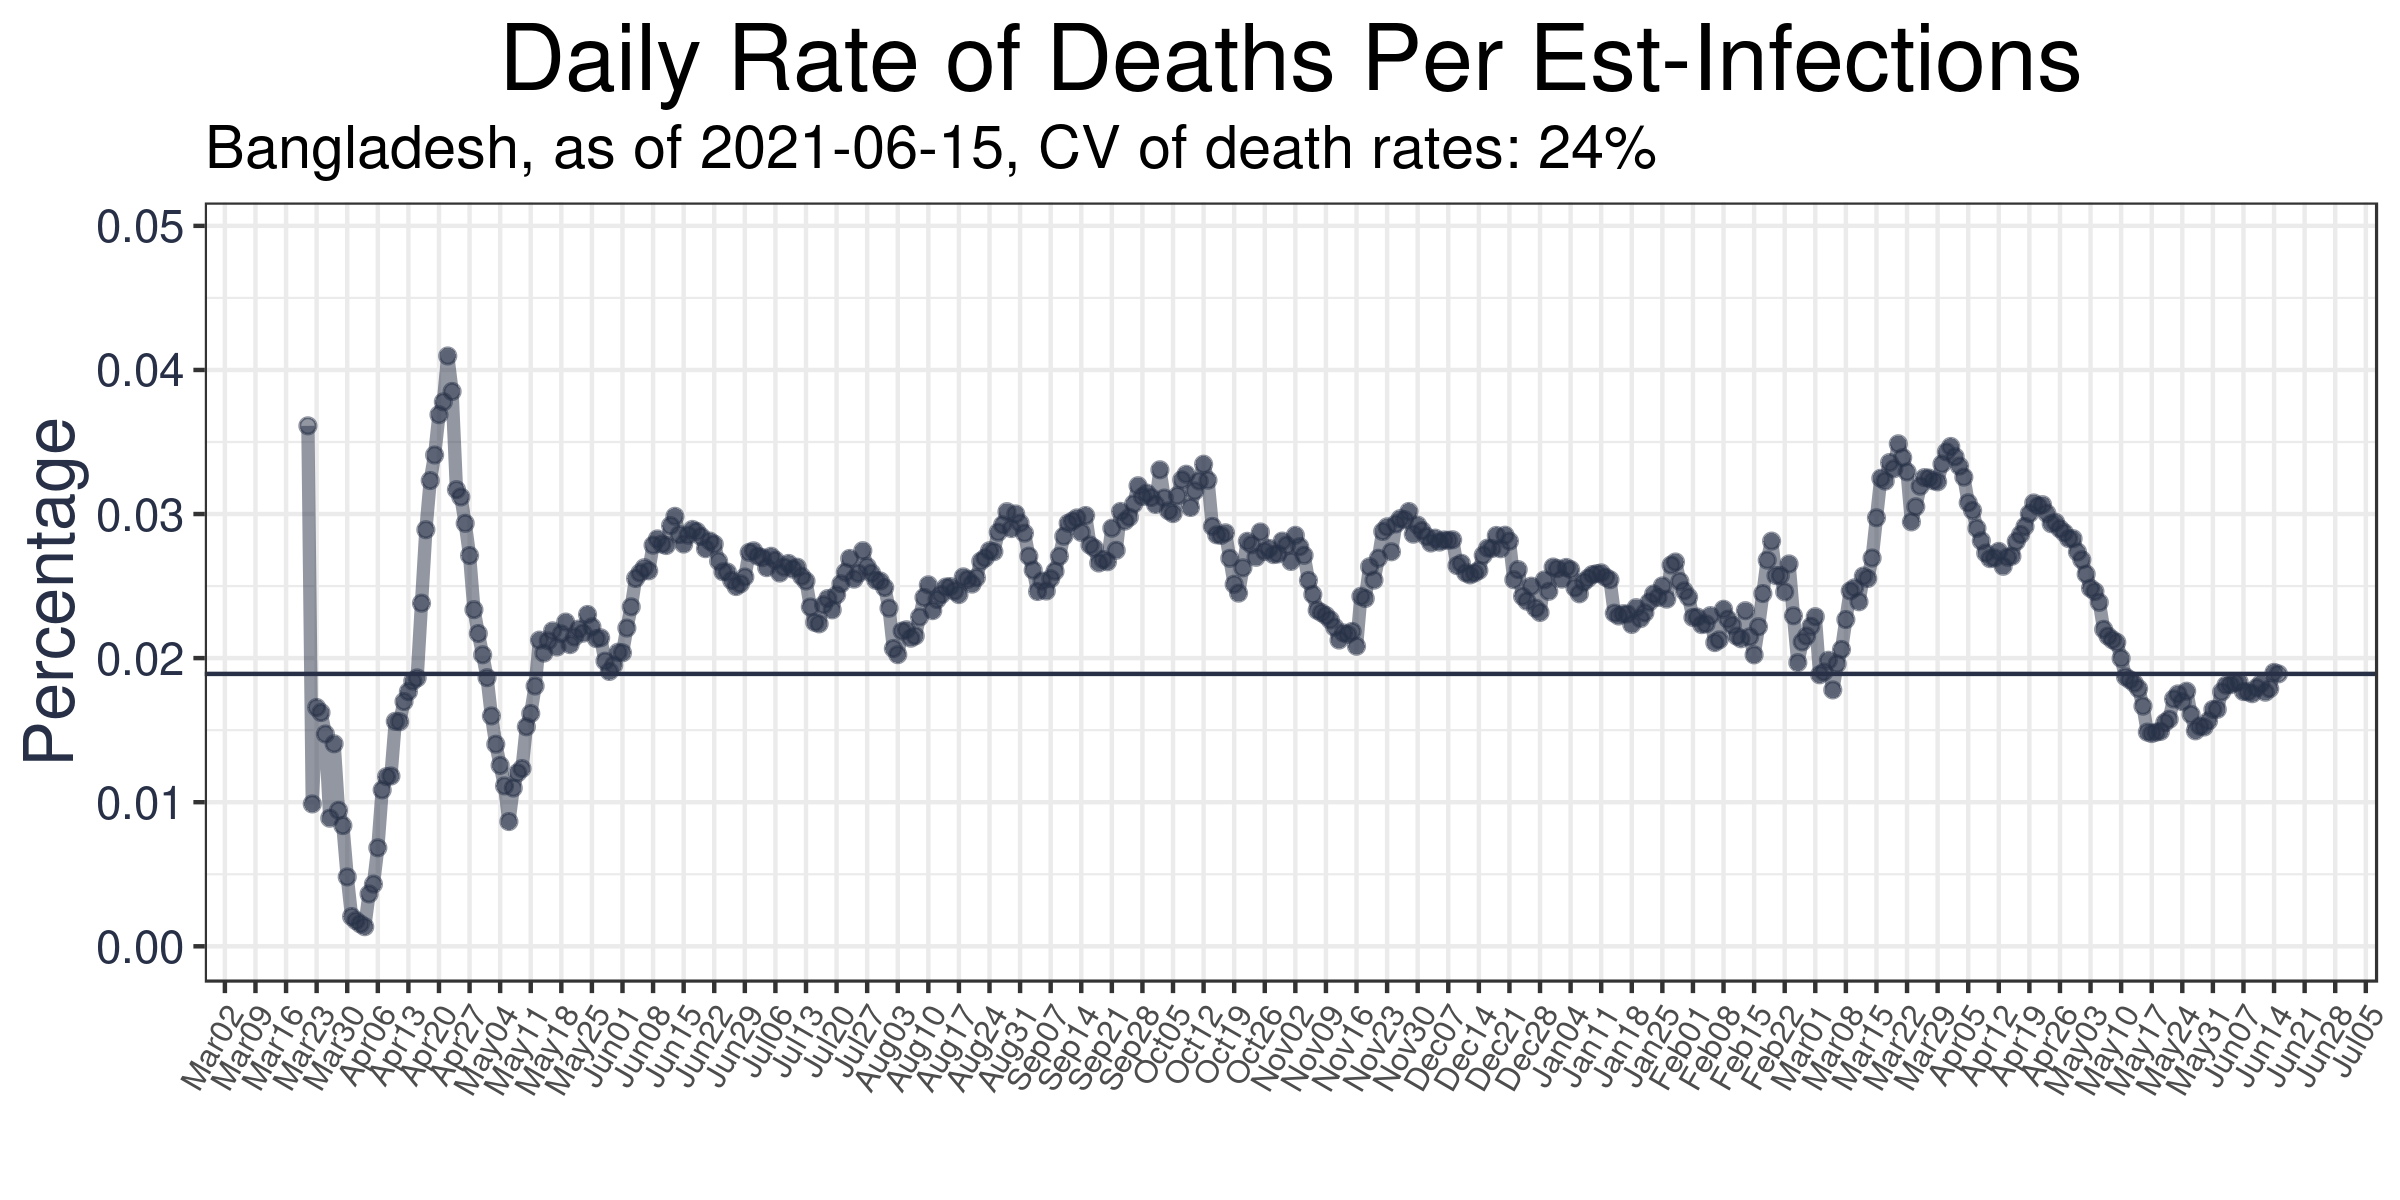 Daily Rate of Deaths Per Est-Infections
Bangladesh, as of 2021-06-15, CV of death rates: 24%
Percentage
0.05
0.04
0.03
0.02
0.01
0.00
Mar02
Mar09
Mar16
Mar23
Mar30
Apr06
Apr13
Apr20
Apr27
May04
May11
May18
May25
Jun01
Jun08
Jun15
Jun22
Jun29
Jul06
Jul13
Jul20
Jul27
Aug03
Aug10
Aug17
Aug24
Aug31
Sep07
Sep14
Sep21
Sep28
Oct05
Oct12
Oct19
Oct26
Nov02
Nov09
Nov16
Nov23
Nov30
Dec07
Dec14
Dec21
Dec28
Jan04
Jan11
Jan18
Jan25
Feb01
Feb08
Feb15
Feb22
Mar01
Mar08
Mar15
Mar22
Mar29
Apr05
Apr12
Apr19
Apr26
May03
May10
May17
May24
May31
Jun07
Jun14
Jun21
Jun28
Jul05